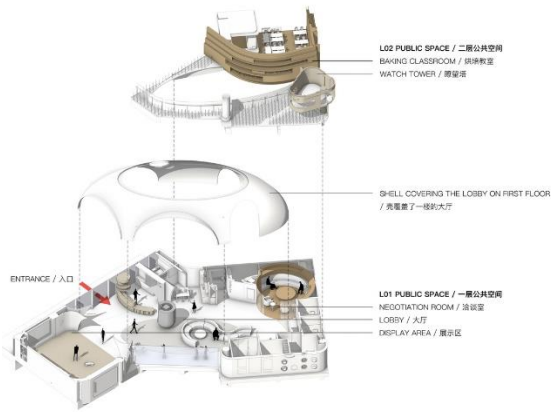 L02 PUBLIC SPACE / 二层公共空间
BAKING CLASSROOM / 烘焙教室
WATCH TOWER / 瞭望塔
SHELL COVERING THE LOBBY ON FIRST FLOOR
/ 壳覆盖了一楼的大厅
ENTRANCE / 入口
L01 PUBLIC SPACE / 一层公共空间
NEGOTIATION ROOM / 洽谈室
LOBBY / 大厅
DISPLAY AREA / 展示区